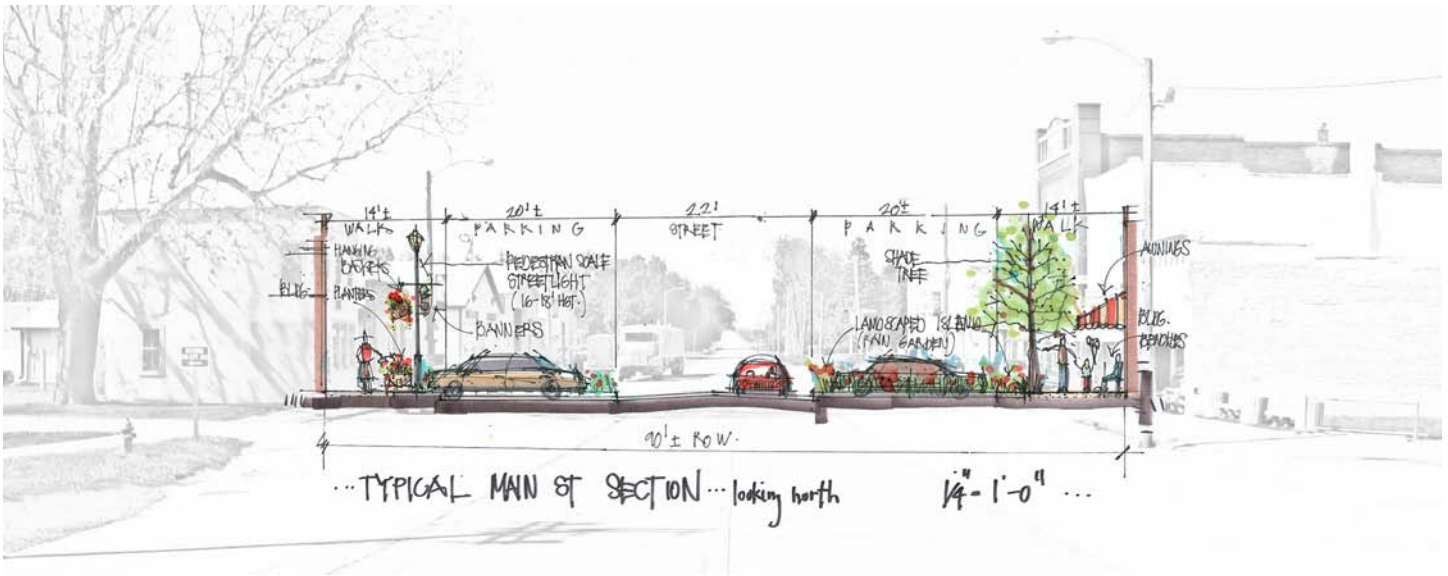 14'± 20'± 22' 20'± 14'±
WALK PARKING STREET PARKING WALK
HANGING
BASKETS
BLDG.
PLANTERS
PEDESTRIAN SCALE
STREETLIGHT
(16-18' HGT.)
BANNERS
SHADE
TREE
LANDSCAPED ISLAND
(RAIN GARDEN)
AWNINGS
BLDG.
BENCHES
90'± ROW.
...TYPICAL MAIN ST SECTION... looking north 1/4"-1'-0" ...